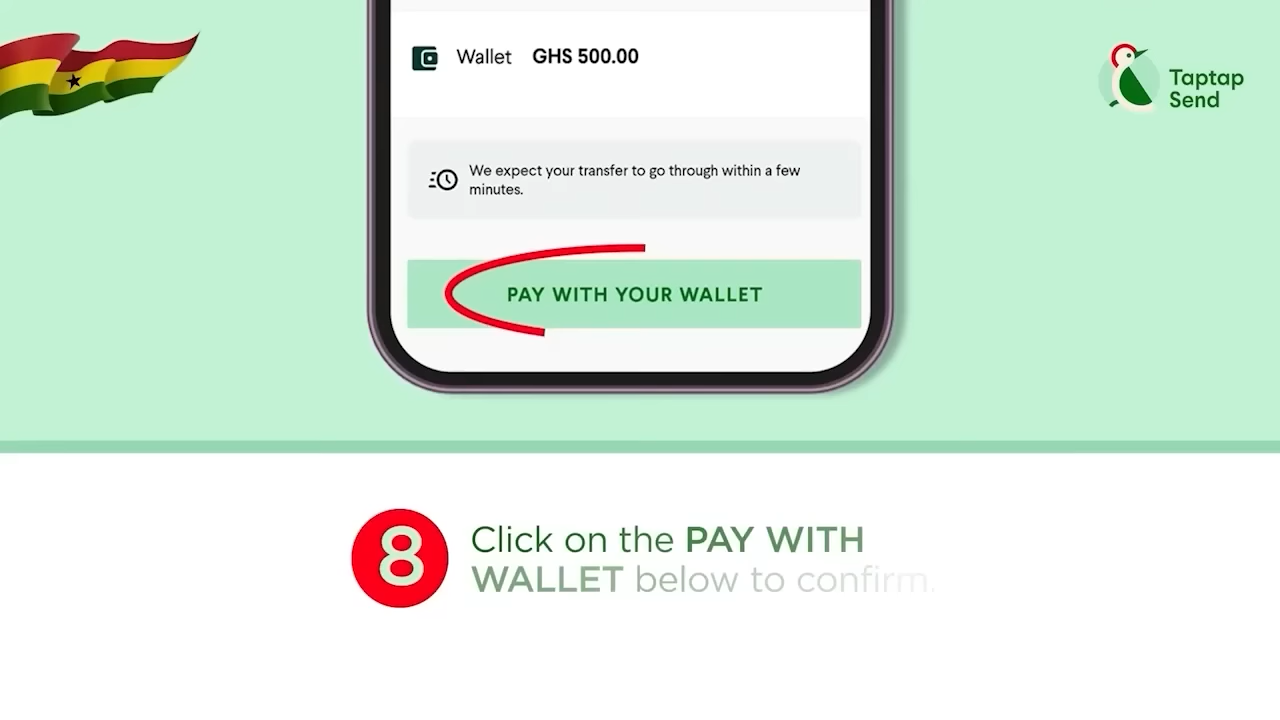 Wallet GHS 500.00
Taptap
Send
We expect your transfer to go through within a few
minutes.
PAY WITH YOUR WALLET
8
Click on the PAY WITH
WALLET below to confirm.